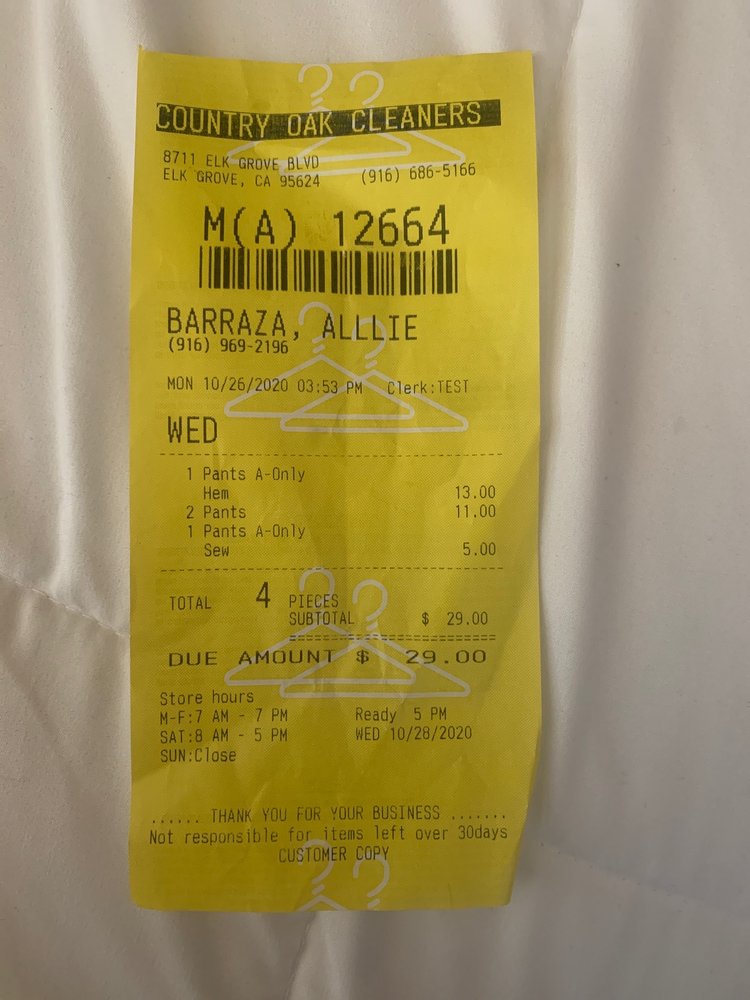 COUNTRY OAK CLEANERS
8711 ELK GROVE BLVD
ELK GROVE, CA 95624 (916) 686-5166
M(A) 12664
BARRAZA, ALLLIE
(916) 969-2196
MON 10/26/2020 03:53 PM Clerk:TEST
WED
1 Pants A-Only
Hem 13.00
2 Pants 11.00
1 Pants A-Only
Sew 5.00
TOTAL 4 PIECES
SUBTOTAL $ 29.00
DUE AMOUNT $ 29.00
Store hours
M-F:7 AM - 7 PM Ready 5 PM
SAT:8 AM - 5 PM WED 10/28/2020
SUN:Close
...... THANK YOU FOR YOUR BUSINESS .......
Not responsible for items left over 30days
CUSTOMER COPY